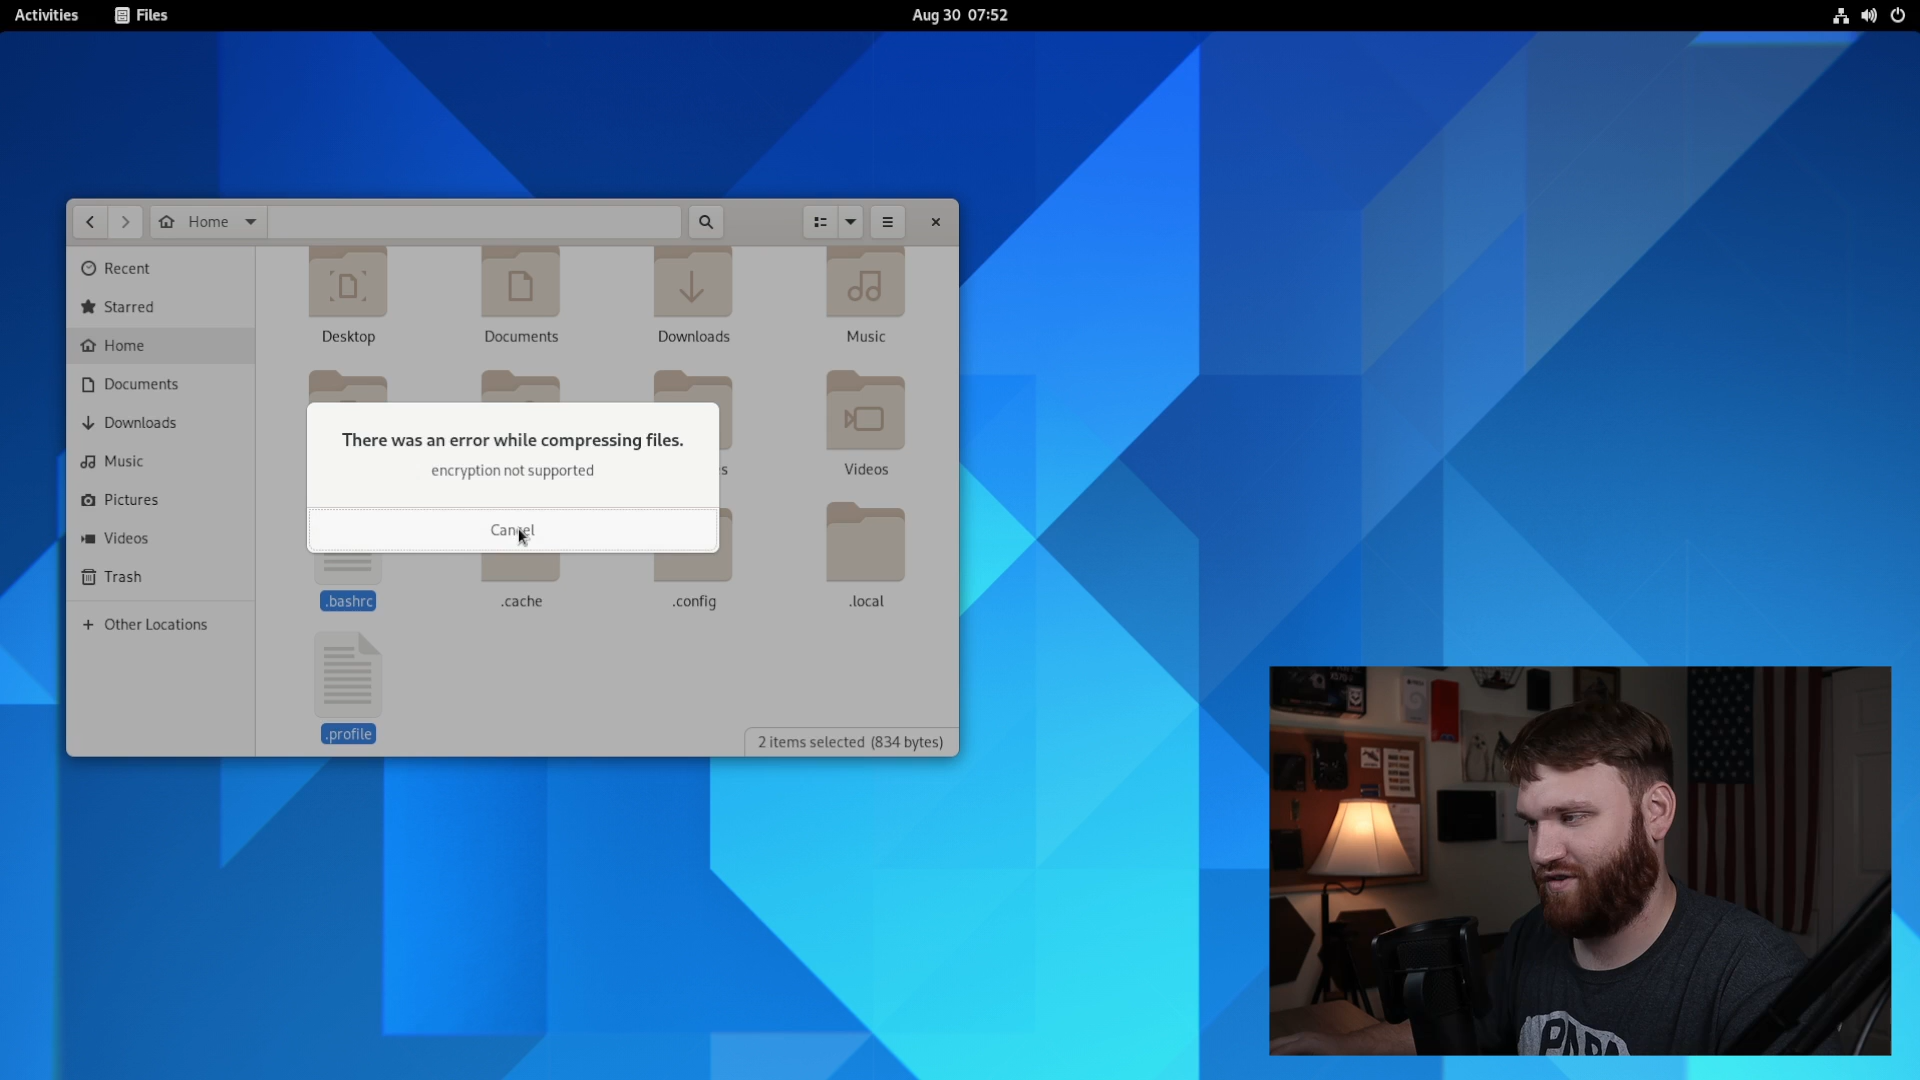 Activities
Files
Aug 30 07:52
Home
Recent
Starred
Home
Documents
Downloads
Music
Pictures
Videos
Trash
Other Locations
Desktop
Documents
Downloads
Music
Videos
There was an error while compressing files.
encryption not supported
Cancel
.bashrc
.cache
.config
.local
.profile
2 items selected (834 bytes)